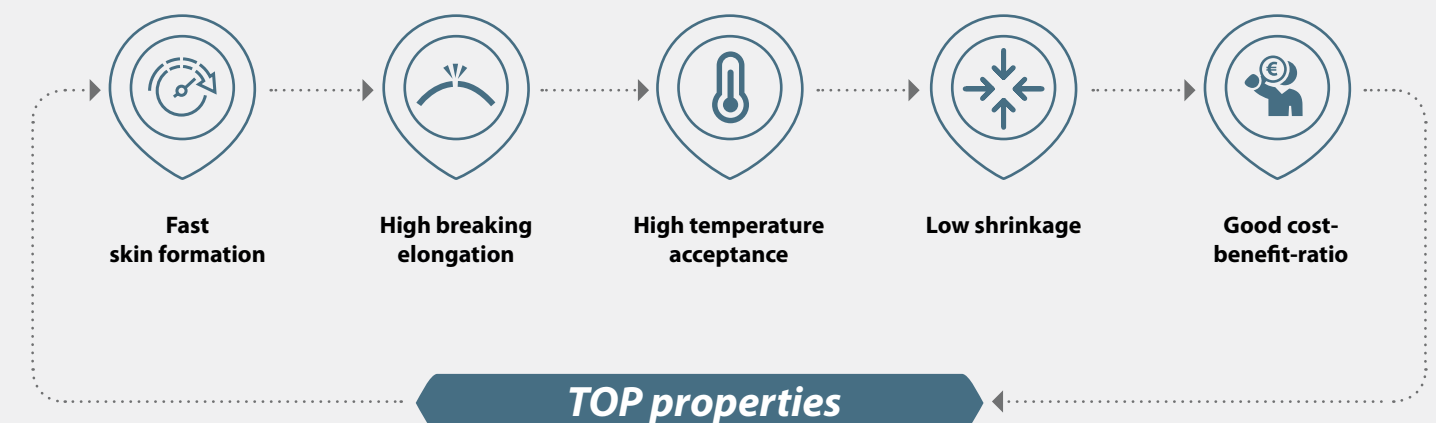 €
Fast
skin formation
High breaking
elongation
High temperature
acceptance
Low shrinkage
Good cost-
benefit-ratio
TOP properties